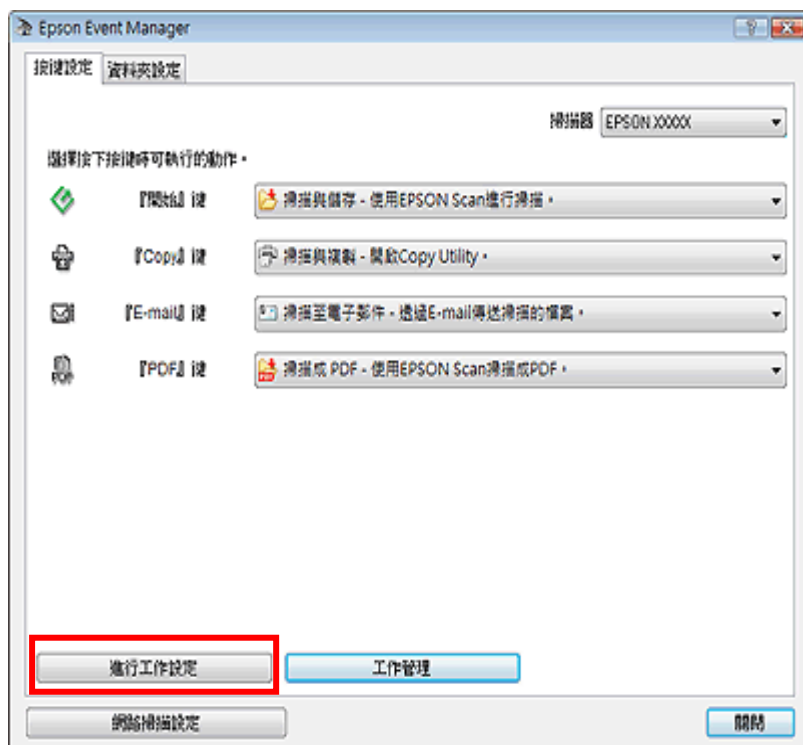 Epson Event Manager
按鍵設定 資料夾設定
掃描器 EPSON XXXXX
選擇按下按鍵時可執行的動作。
『開始』鍵 掃描與儲存 - 使用EPSON Scan進行掃描。
『Copy』鍵 掃描與複製 - 開啟Copy Utility。
『E-mail』鍵 掃描至電子郵件 - 透過E-mail傳送掃描的檔案。
PDF 『PDF』鍵 掃描成 PDF - 使用EPSON Scan掃描成PDF。
進行工作設定 工作管理
網路掃描設定 關閉